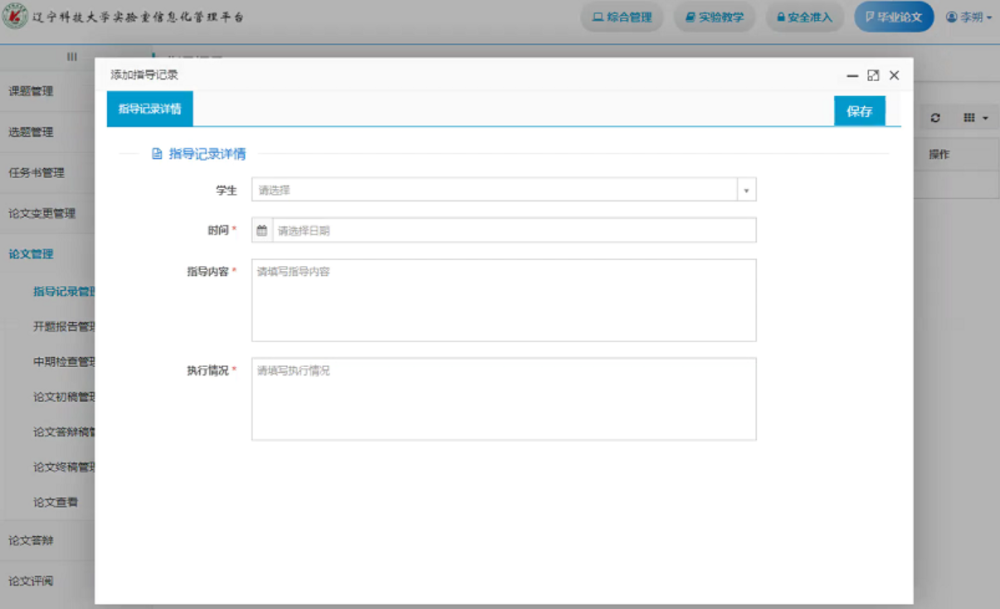 辽宁科技大学实验室信息化管理平台
综合管理
实验教学
安全准入
毕业论文
李朔
添加指导记录
指导记录详情
保存
课题管理
选题管理
任务书管理
论文变更管理
论文管理
指导记录管理
开题报告管理
中期检查管理
论文初稿管理
论文答辩稿管
论文终稿管理
论文查看
论文答辩
论文评阅
操作
指导记录详情
学生
请选择
时间 *
请选择日期
指导内容 *
请填写指导内容
执行情况 *
请填写执行情况